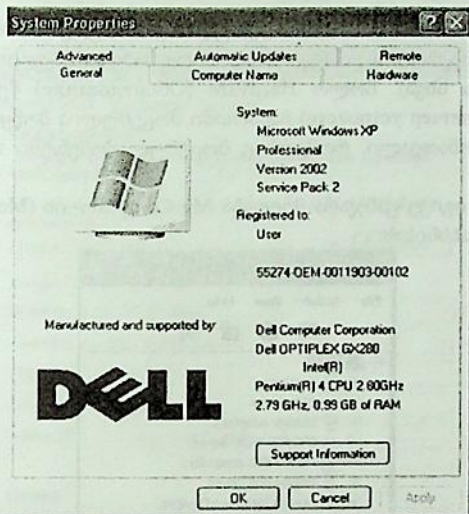 System Properties
Advanced
Automatic Updates
Remote
General
Computer Name
Hardware
System:
Microsoft Windows XP
Professional
Version 2002
Service Pack 2
Registered to:
User
55274-OEM-0011903-00102
Manufactured and supported by
Dell Computer Corporation
Dell OPTIPLEX GX280
Intel(R)
Pentium(R) 4 CPU 2.80GHz
2.79 GHz, 0.99 GB of RAM
DELL
Support Information
OK
Cancel
Apply